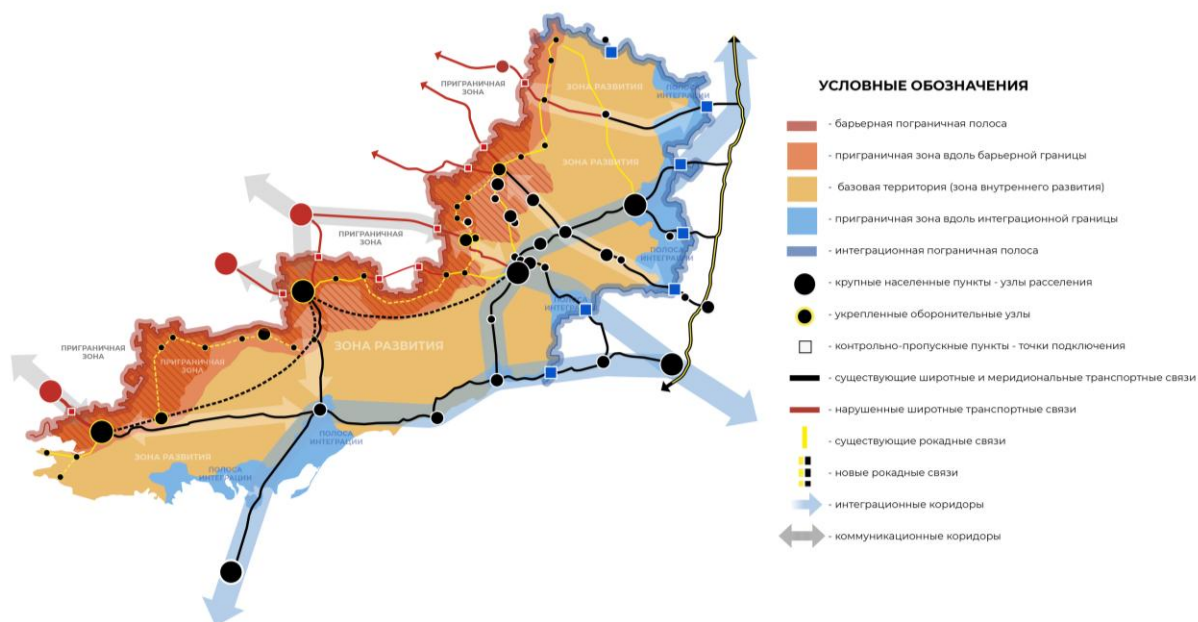 ПРИГРАНИЧНАЯ
ЗОНА
ЗОНА РАЗВИТИЯ
ПОЛОСА
ИНТЕГРАЦИИ
ЗОНА РАЗВИТИЯ
ПРИГРАНИЧНАЯ
ЗОНА
ПОЛОСА
ИНТЕГРАЦИИ
ПОЛОСА
ИНТЕГРАЦИИ
ЗОНА РАЗВИТИЯ
ПРИГРАНИЧНАЯ
ЗОНА
ПРИГРАНИЧНАЯ
ЗОНА
ПОЛОСА
ИНТЕГРАЦИИ
ЗОНА РАЗВИТИЯ
ПОЛОСА
ИНТЕГРАЦИИ
УСЛОВНЫЕ ОБОЗНАЧЕНИЯ
- барьерная пограничная полоса
- приграничная зона вдоль барьерной границы
- базовая территория (зона внутреннего развития)
- приграничная зона вдоль интеграционной границы
- интеграционная пограничная полоса
- крупные населенные пункты - узлы расселения
- укрепленные оборонительные узлы
- контрольно-пропускные пункты - точки подключения
- существующие широтные и меридиональные транспортные связи
- нарушенные широтные транспортные связи
- существующие рокадные связи
- новые рокадные связи
- интеграционные коридоры
- коммуникационные коридоры